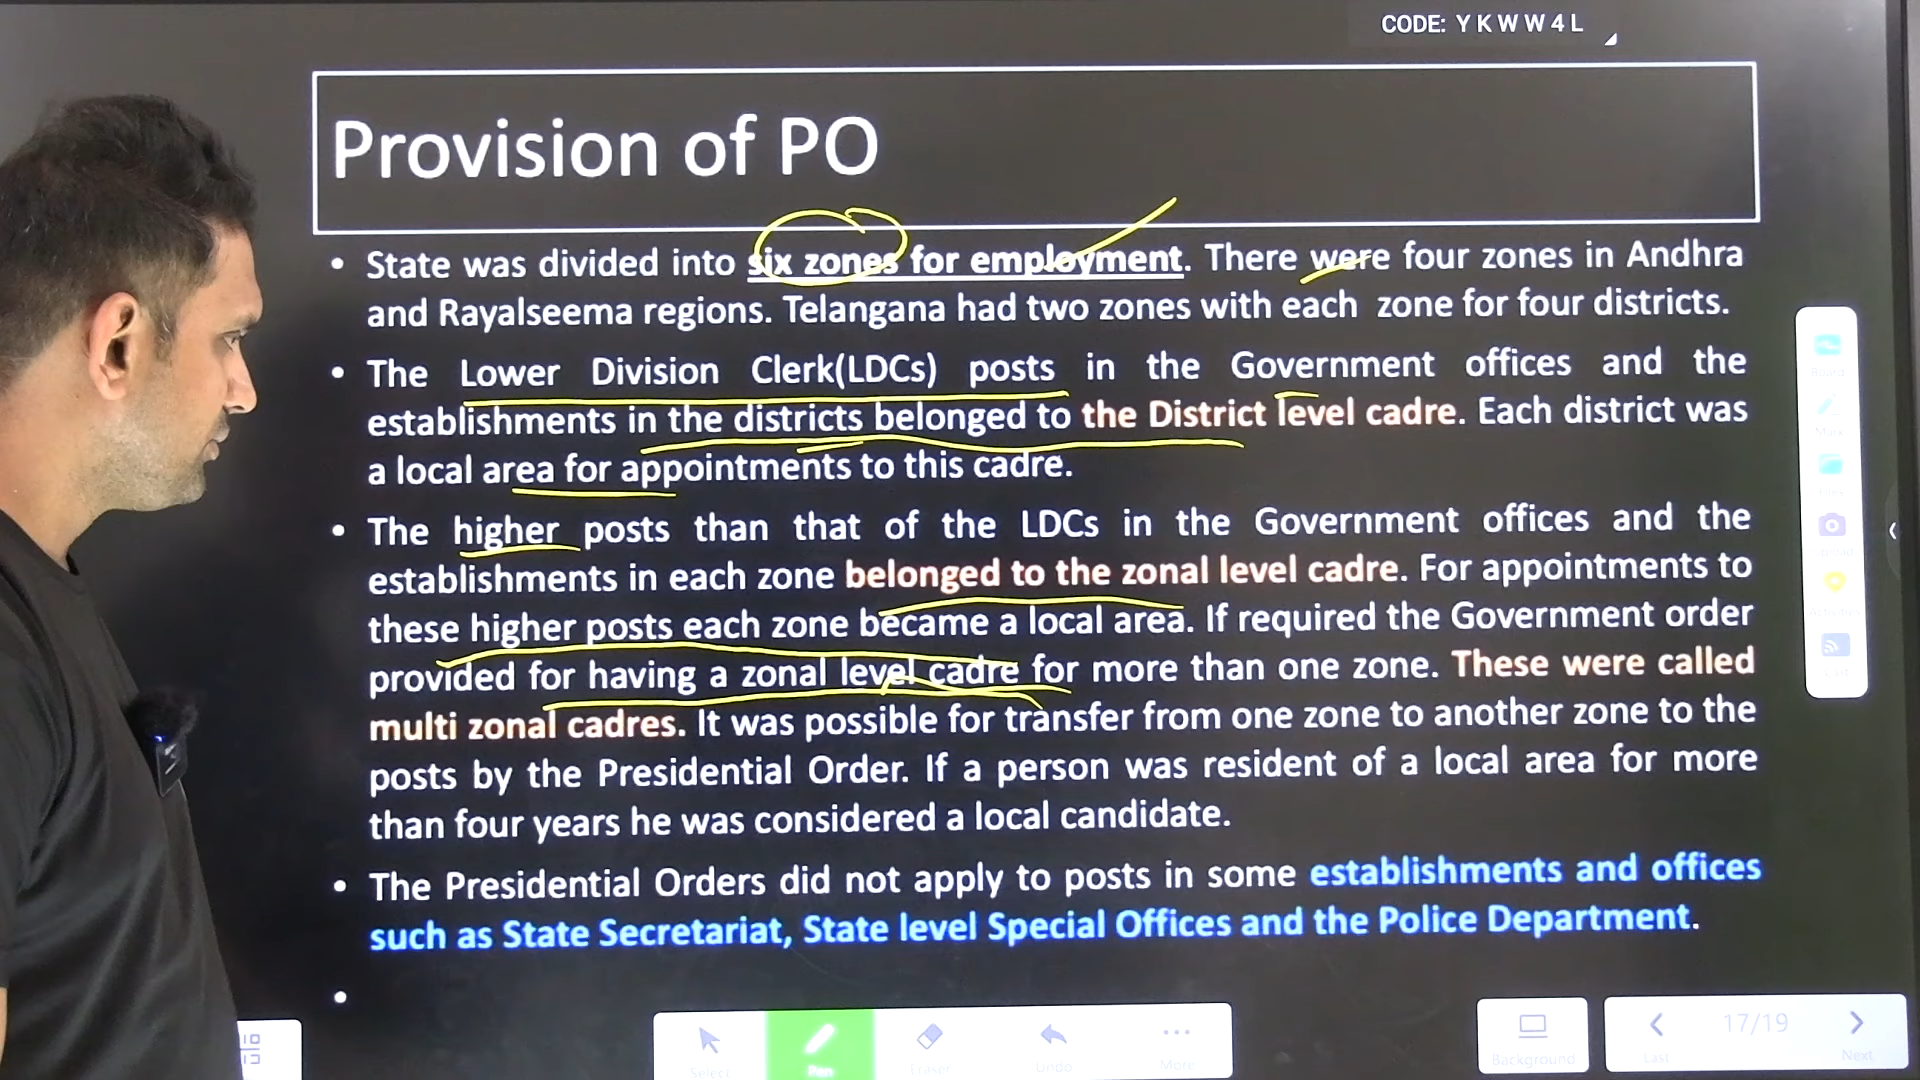 CODE: Y K W W 4 L
Provision of PO
• State was divided into six zones for employment. There were four zones in Andhra
and Rayalseema regions. Telangana had two zones with each zone for four districts.
• The Lower Division Clerk(LDCs) posts in the Government offices and the
establishments in the districts belonged to the District level cadre. Each district was
a local area for appointments to this cadre.
• The higher posts than that of the LDCs in the Government offices and the
establishments in each zone belonged to the zonal level cadre. For appointments to
these higher posts each zone became a local area. If required the Government order
provided for having a zonal level cadre for more than one zone. These were called
multi zonal cadres. It was possible for transfer from one zone to another zone to the
posts by the Presidential Order. If a person was resident of a local area for more
than four years he was considered a local candidate.
• The Presidential Orders did not apply to posts in some establishments and offices
such as State Secretariat, State level Special Offices and the Police Department.
•
Select Pen Eraser Undo More
Background
Last 17/19 Next